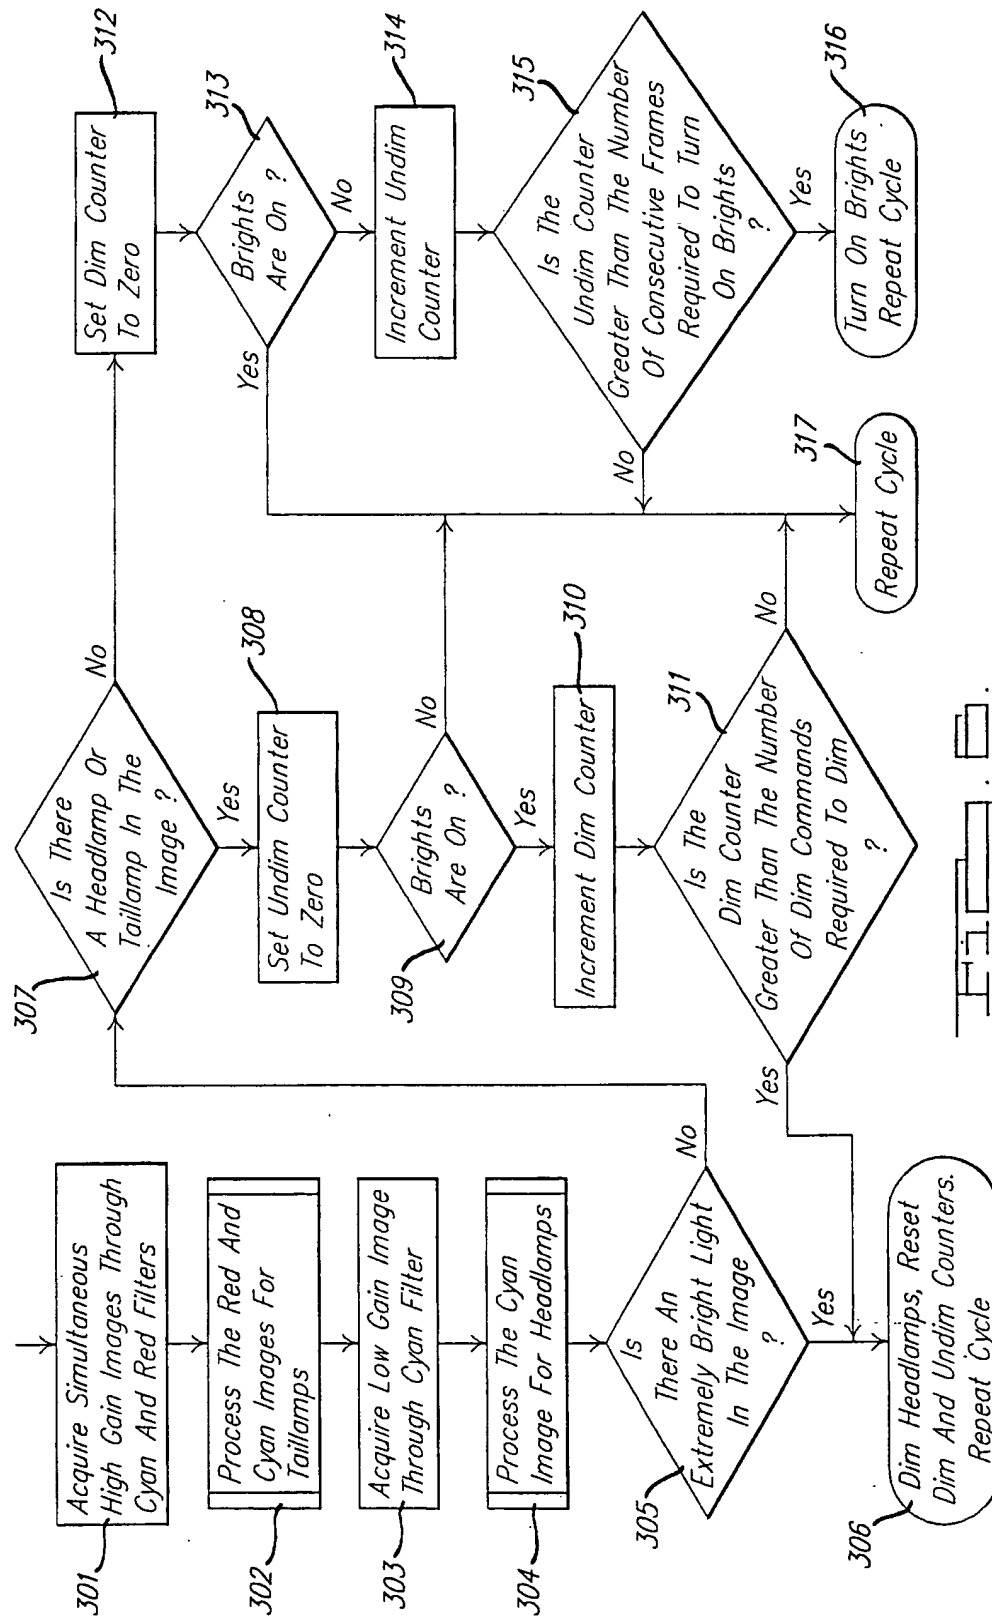 301
Acquire Simultaneous
High Gain Images Through
Cyan And Red Filters
302
Process The Red And
Cyan Images For
Taillamps
303
Acquire Low Gain Image
Through Cyan Filter
304
Process The Cyan
Image For Headlamps
305
Is
There An
Extremely Bright Light
In The Image
?
No
Yes
306
Dim Headlamps, Reset
Dim And Undim Counters.
Repeat Cycle
307
Is There
A Headlamp Or
Taillamp In The
Image ?
No
Yes
308
Set Undim Counter
To Zero
309
Brights
Are On ?
No
Yes
310
Increment Dim Counter
311
Is The
Dim Counter
Greater Than The Number
Of Dim Commands
Required To Dim
?
Yes
No
312
Set Dim Counter
To Zero
313
Brights
Are On ?
Yes
No
314
Increment Undim
Counter
315
Is The
Undim Counter
Greater Than The Number
Of Consecutive Frames
Required To Turn
On Brights
?
No
Yes
316
Turn On Brights
Repeat Cycle
317
Repeat Cycle